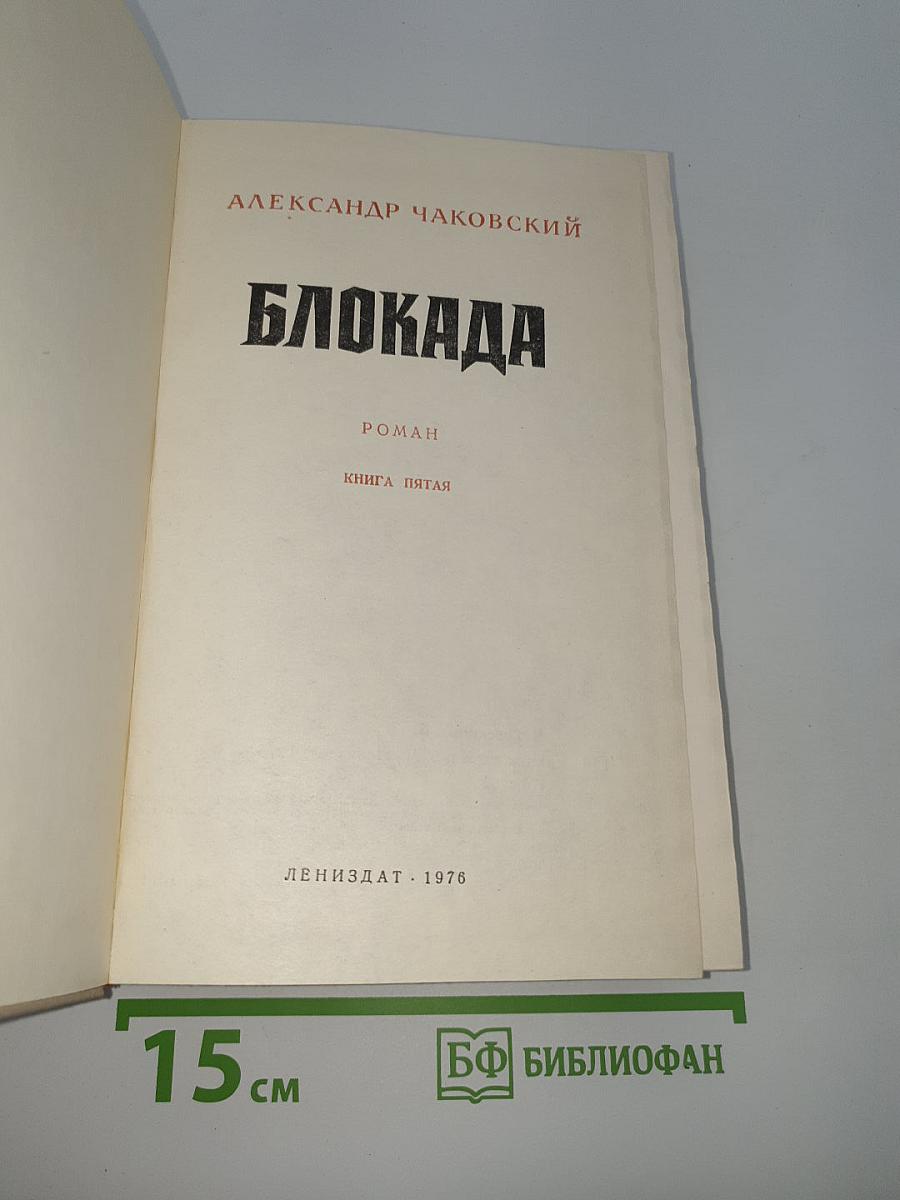 АЛЕКСАНДР ЧАКОВСКИЙ
БЛОКАДА
РОМАН
КНИГА ПЯТАЯ
ЛЕНИЗДАТ · 1976
15 см
БФ БИБЛИОФАН